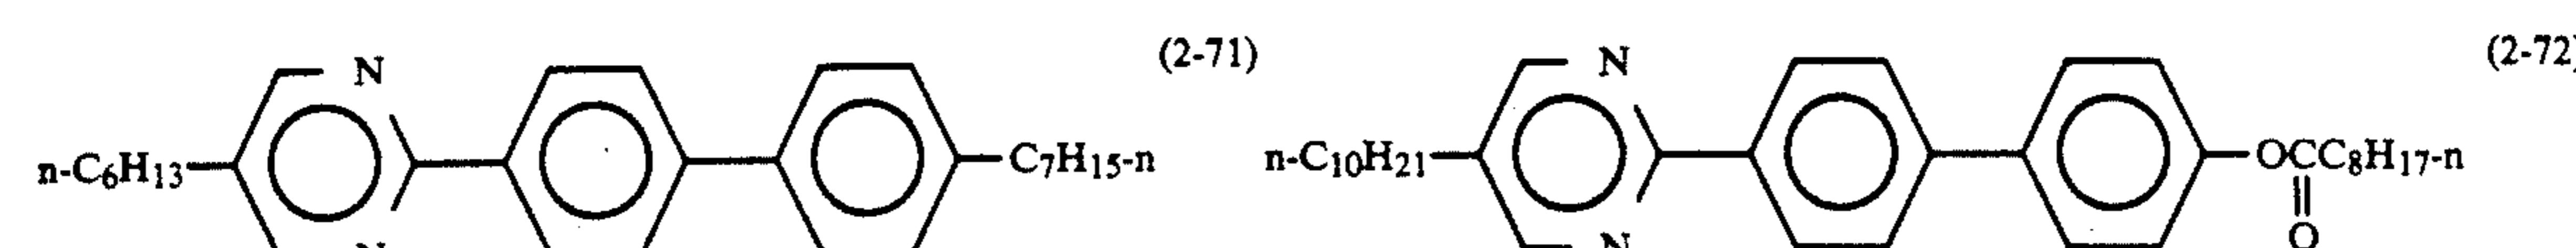 N (2-71) N (2-72)
n-C6H13 C7H15-n n-C10H21 OCC8H17-n
N N O